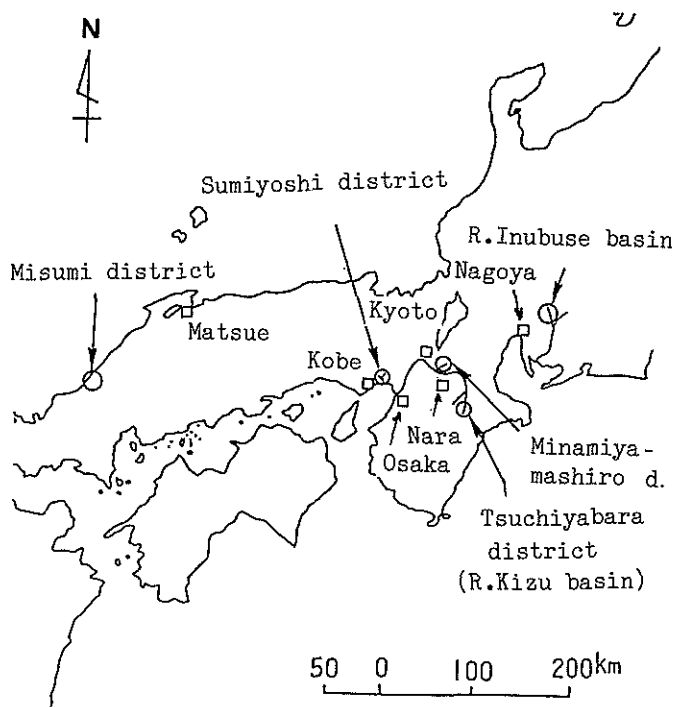 N
Sumiyoshi district
R.Inubuse basin
Misumi district
Nagoya
Kyoto
Matsue
Kobe
Nara
Osaka
Minamiya-
mashiro d.
Tsuchiyabara
district
(R.Kizu basin)
50 0 100 200km